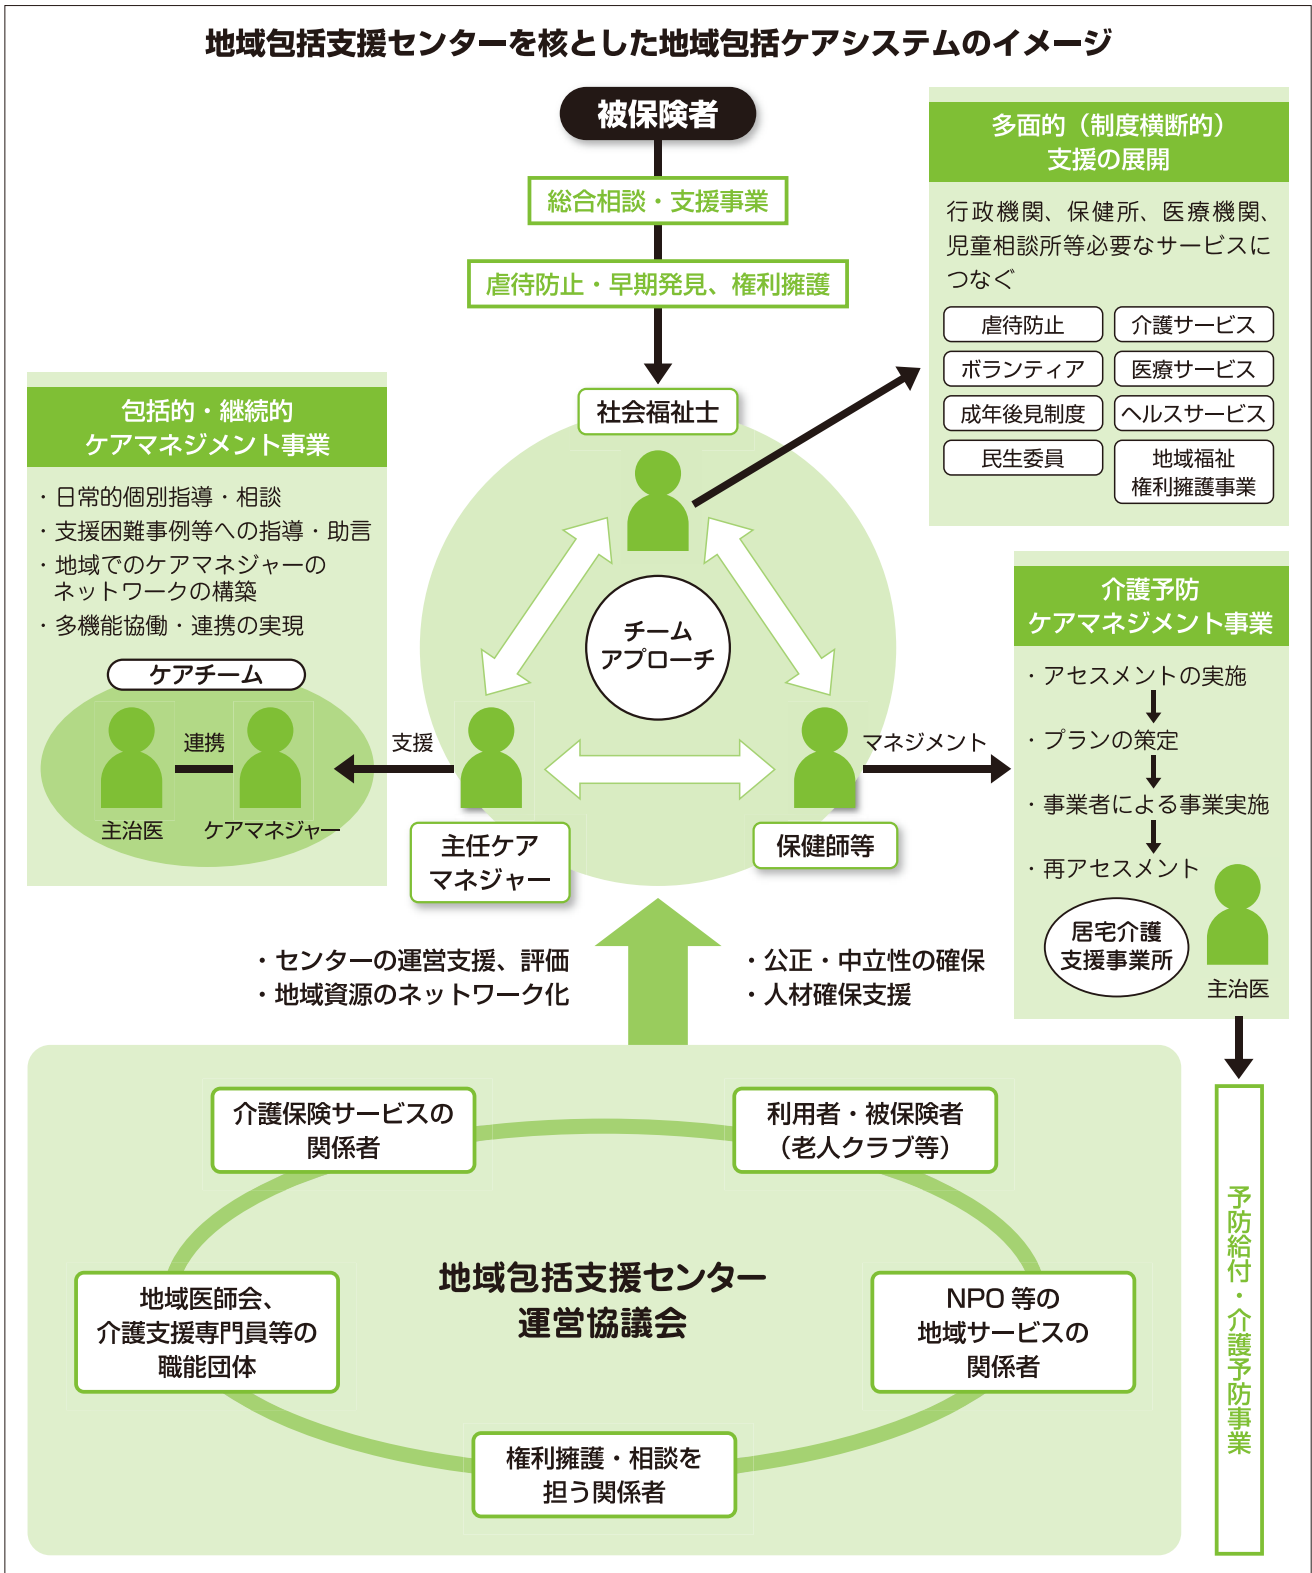 地域包括支援センターを核とした地域包括ケアシステムのイメージ
被保険者
総合相談・支援事業
虐待防止・早期発見、権利擁護
社会福祉士
多面的（制度横断的）
支援の展開
行政機関、保健所、医療機関、
児童相談所等必要なサービスに
つなぐ
虐待防止
介護サービス
ボランティア
医療サービス
成年後見制度
ヘルスサービス
民生委員
地域福祉
権利擁護事業
包括的・継続的
ケアマネジメント事業
・日常的個別指導・相談
・支援困難事例等への指導・助言
・地域でのケアマネジャーの
ネットワークの構築
・多機能協働・連携の実現
ケアチーム
連携
主治医
ケアマネジャー
支援
チーム
アプローチ
主任ケア
マネジャー
保健師等
マネジメント
介護予防
ケアマネジメント事業
・アセスメントの実施
・プランの策定
・事業者による事業実施
・再アセスメント
居宅介護
支援事業所
主治医
・センターの運営支援、評価
・地域資源のネットワーク化
・公正・中立性の確保
・人材確保支援
介護保険サービスの
関係者
利用者・被保険者
（老人クラブ等）
地域包括支援センター
運営協議会
地域医師会、
介護支援専門員等の
職能団体
NPO 等の
地域サービスの
関係者
権利擁護・相談を
担う関係者
予防給付・介護予防事業